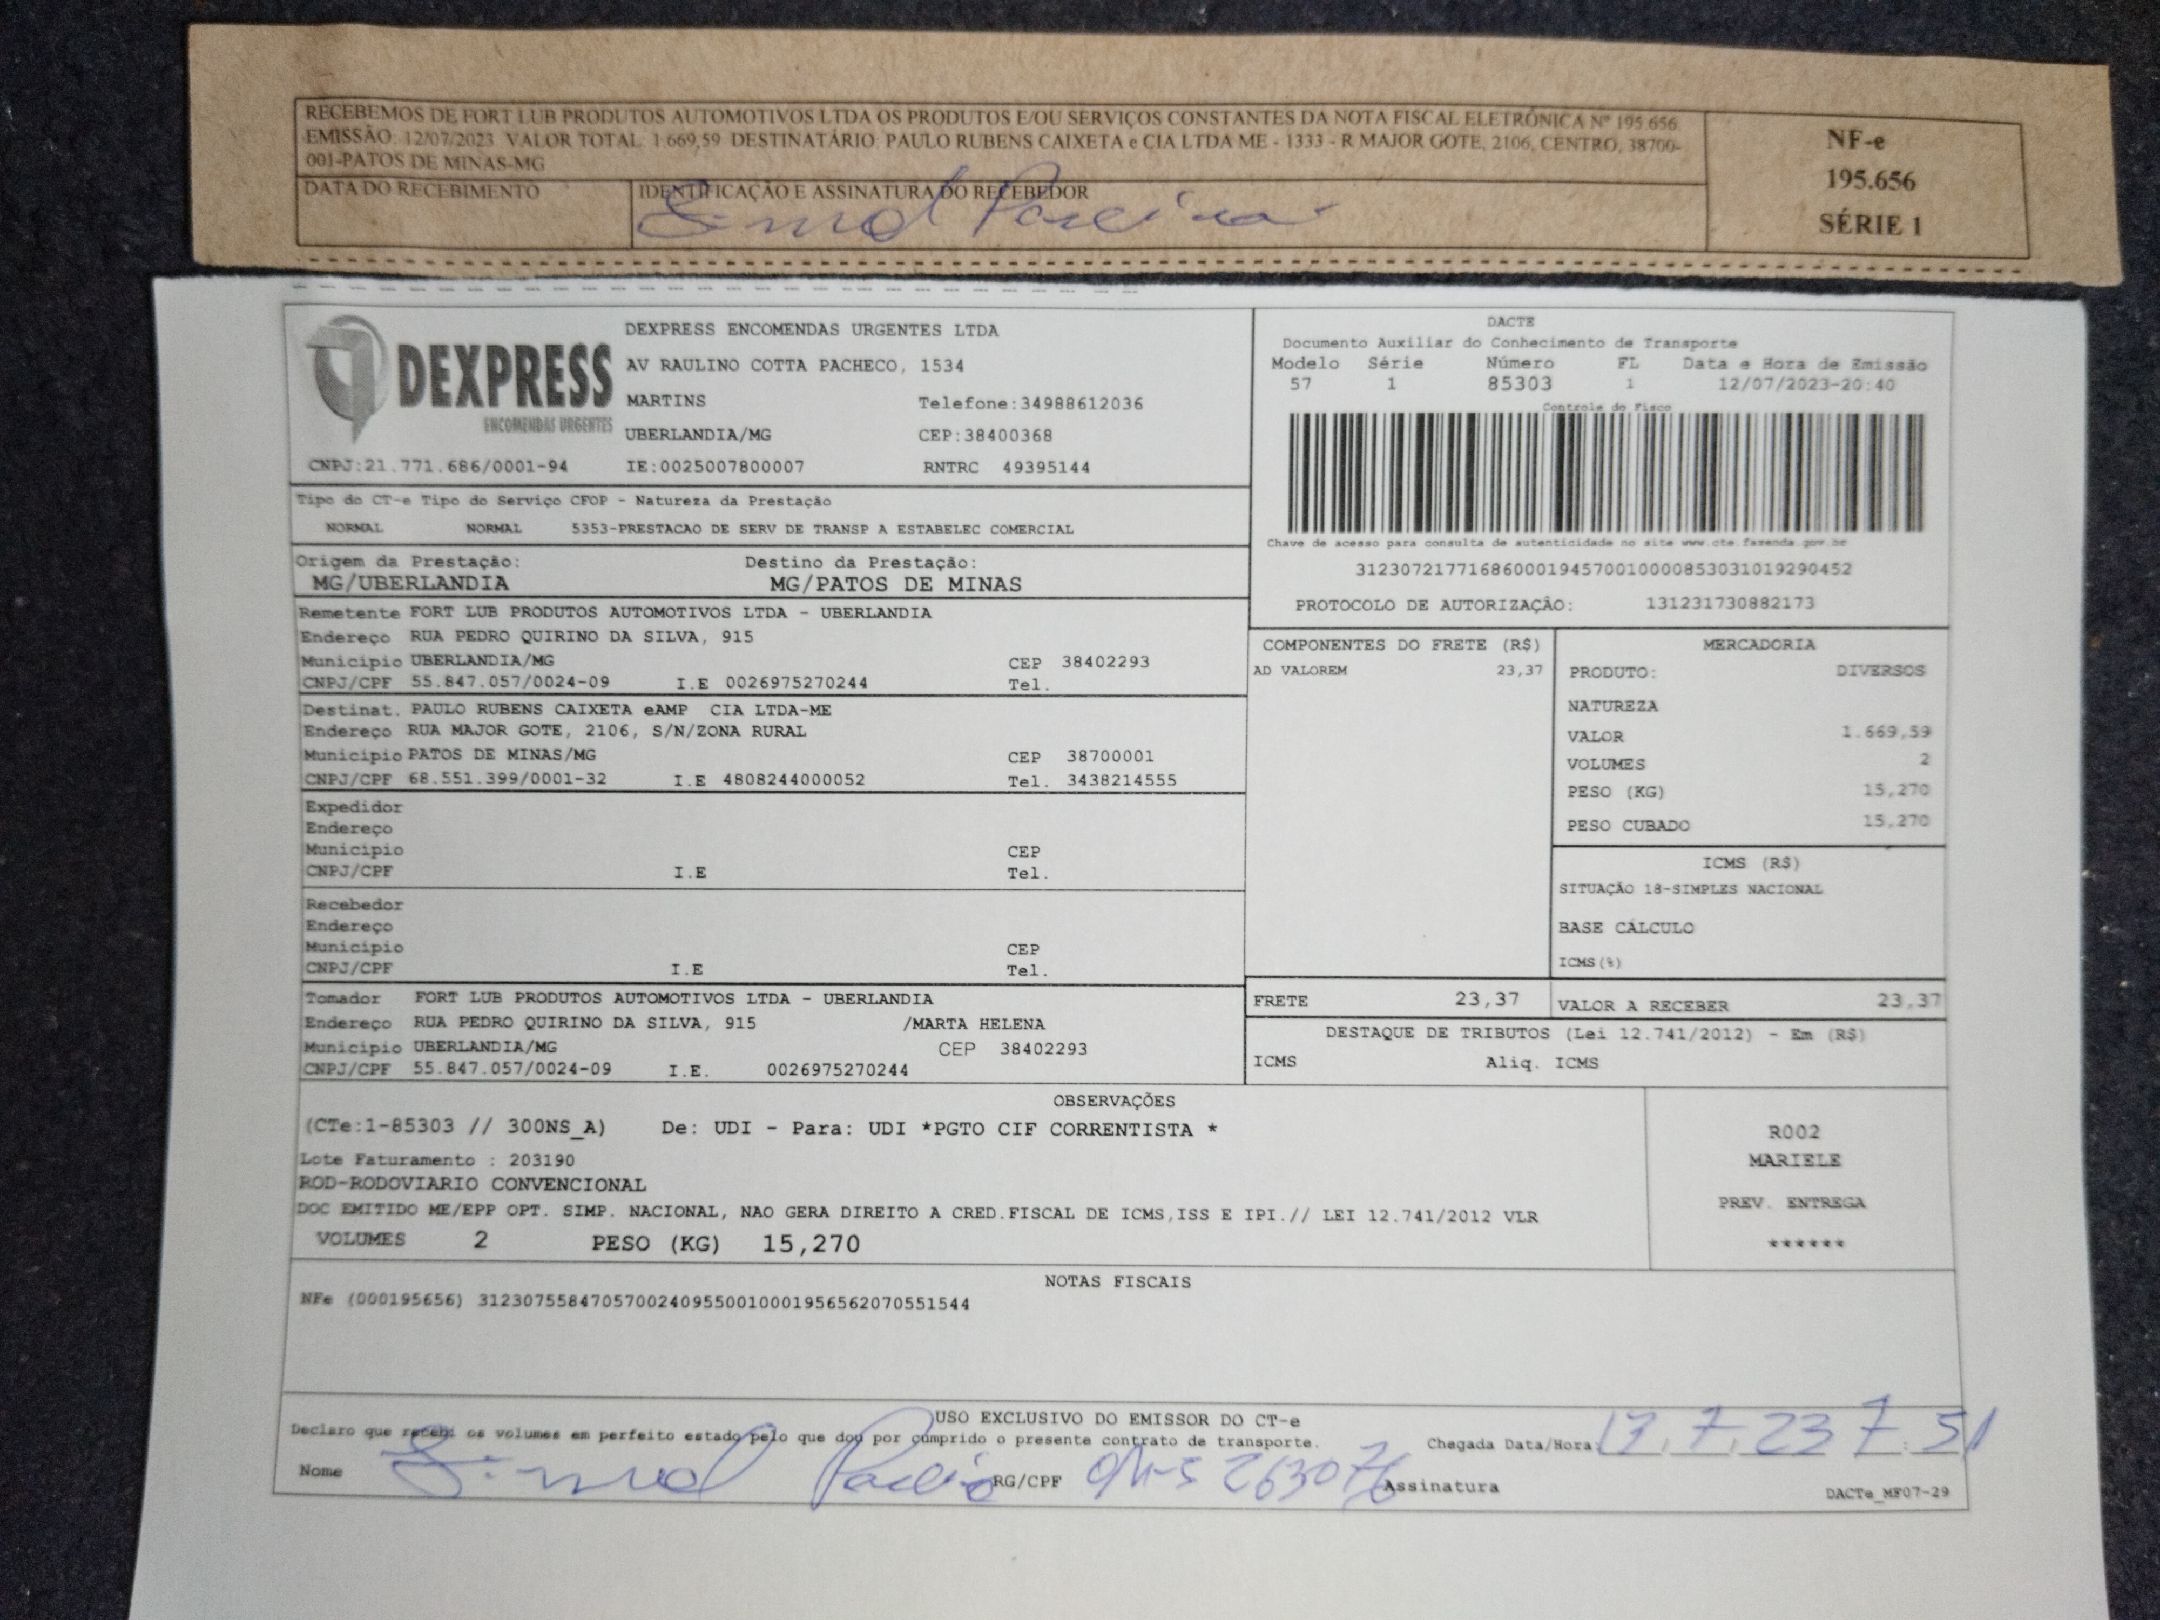 RECEBEMOS DE FORT LUB PRODUTOS AUTOMOTIVOS LTDA OS PRODUTOS E/OU SERVIÇOS CONSTANTES DA NOTA FISCAL ELETRÔNICA Nº 195.656
EMISSÃO: 12/07/2023 VALOR TOTAL: 1.669,59 DESTINATÁRIO: PAULO RUBENS CAIXETA e CIA LTDA ME - 1333 - R MAJOR GOTE, 2106, CENTRO, 38700-
001-PATOS DE MINAS-MG
DATA DO RECEBIMENTO IDENTIFICAÇÃO E ASSINATURA DO RECEBEDOR
NF-e
195.656
SÉRIE 1
DEXPRESS
ENCOMENDAS URGENTES
DEXPRESS ENCOMENDAS URGENTES LTDA
AV RAULINO COTTA PACHECO, 1534
MARTINS Telefone:34988612036
UBERLANDIA/MG CEP:38400368
CNPJ:21.771.686/0001-94 IE:0025007800007 RNTRC 49395144
DACTE
Documento Auxiliar do Conhecimento de Transporte
Modelo Série Número FL Data e Hora de Emissão
57 1 85303 1 12/07/2023-20:40
Controle do Fisco
Chave de acesso para consulta de autenticidade no site www.cte.fazenda.gov.br
31230721771686000194570010000853031019290452
PROTOCOLO DE AUTORIZAÇÃO: 131231730882173
Tipo do CT-e Tipo do Serviço CFOP - Natureza da Prestação
NORMAL NORMAL 5353-PRESTACAO DE SERV DE TRANSP A ESTABELEC COMERCIAL
Origem da Prestação: Destino da Prestação:
MG/UBERLANDIA MG/PATOS DE MINAS
Remetente FORT LUB PRODUTOS AUTOMOTIVOS LTDA - UBERLANDIA
Endereço RUA PEDRO QUIRINO DA SILVA, 915
Municipio UBERLANDIA/MG CEP 38402293
CNPJ/CPF 55.847.057/0024-09 I.E 0026975270244 Tel.
Destinat. PAULO RUBENS CAIXETA eAMP CIA LTDA-ME
Endereço RUA MAJOR GOTE, 2106, S/N/ZONA RURAL
Municipio PATOS DE MINAS/MG CEP 38700001
CNPJ/CPF 68.551.399/0001-32 I.E 4808244000052 Tel. 3438214555
Expedidor
Endereço
Municipio CEP
CNPJ/CPF I.E Tel.
Recebedor
Endereço
Municipio CEP
CNPJ/CPF I.E Tel.
Tomador FORT LUB PRODUTOS AUTOMOTIVOS LTDA - UBERLANDIA
Endereço RUA PEDRO QUIRINO DA SILVA, 915 /MARTA HELENA
Municipio UBERLANDIA/MG CEP 38402293
CNPJ/CPF 55.847.057/0024-09 I.E. 0026975270244
COMPONENTES DO FRETE (R$)
AD VALOREM 23,37
MERCADORIA
PRODUTO: DIVERSOS
NATUREZA
VALOR 1.669,59
VOLUMES 2
PESO (KG) 15,270
PESO CUBADO 15,270
ICMS (R$)
SITUAÇÃO 18-SIMPLES NACIONAL
BASE CÁLCULO
ICMS(%)
FRETE 23,37 VALOR A RECEBER 23,37
DESTAQUE DE TRIBUTOS (Lei 12.741/2012) - Em (R$)
ICMS Aliq. ICMS
OBSERVAÇÕES
(CTe:1-85303 // 300NS_A) De: UDI - Para: UDI *PGTO CIF CORRENTISTA *
Lote Faturamento : 203190
ROD-RODOVIARIO CONVENCIONAL
DOC EMITIDO ME/EPP OPT. SIMP. NACIONAL, NAO GERA DIREITO A CRED.FISCAL DE ICMS,ISS E IPI.// LEI 12.741/2012 VLR
VOLUMES 2 PESO (KG) 15,270
R002
MARIELE
PREV. ENTREGA
******
NOTAS FISCAIS
NFe (000195656) 31230755847057002409550010001956562070551544
USO EXCLUSIVO DO EMISSOR DO CT-e
Declaro que recebi os volumes em perfeito estado pelo que dou por cumprido o presente contrato de transporte. Chegada Data/Hora: 13.7.23 7:51
Nome RG/CPF 5263076 Assinatura
DACTe_MF07-29